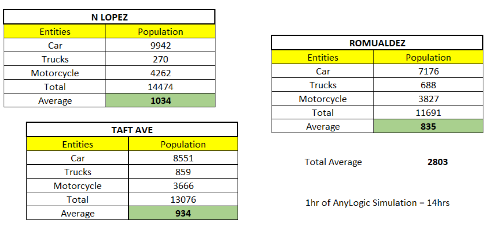 N LOPEZ
Entities Population
Car 9942
Trucks 270
Motorcycle 4262
Total 14474
Average 1034
TAFT AVE
Entities Population
Car 8551
Trucks 859
Motorcycle 3666
Total 13076
Average 934
ROMUALDEZ
Entities Population
Car 7176
Trucks 688
Motorcycle 3827
Total 11691
Average 835
Total Average 2803
1hr of AnyLogic Simulation = 14hrs